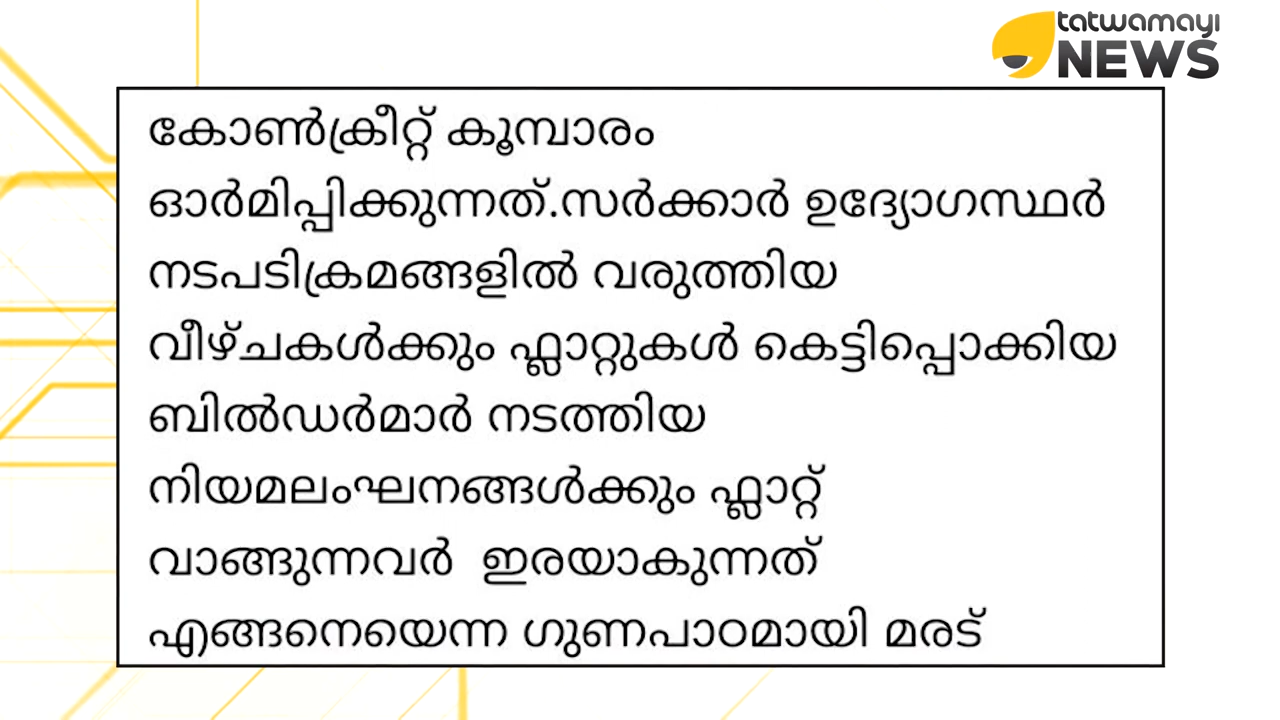 tatwamayi
NEWS
കോൺക്രീറ്റ് കൂമ്പാരം
ഓർമിപ്പിക്കുന്നത്.സർക്കാർ ഉദ്യോഗസ്ഥർ
നടപടിക്രമങ്ങളിൽ വരുത്തിയ
വീഴ്ചകൾക്കും ഫ്ലാറ്റുകൾ കെട്ടിപ്പൊക്കിയ
ബിൽഡർമാർ നടത്തിയ
നിയമലംഘനങ്ങൾക്കും ഫ്ലാറ്റ്
വാങ്ങുന്നവർ  ഇരയാകുന്നത്
എങ്ങനെയെന്ന ഗുണപാഠമായി മരട്